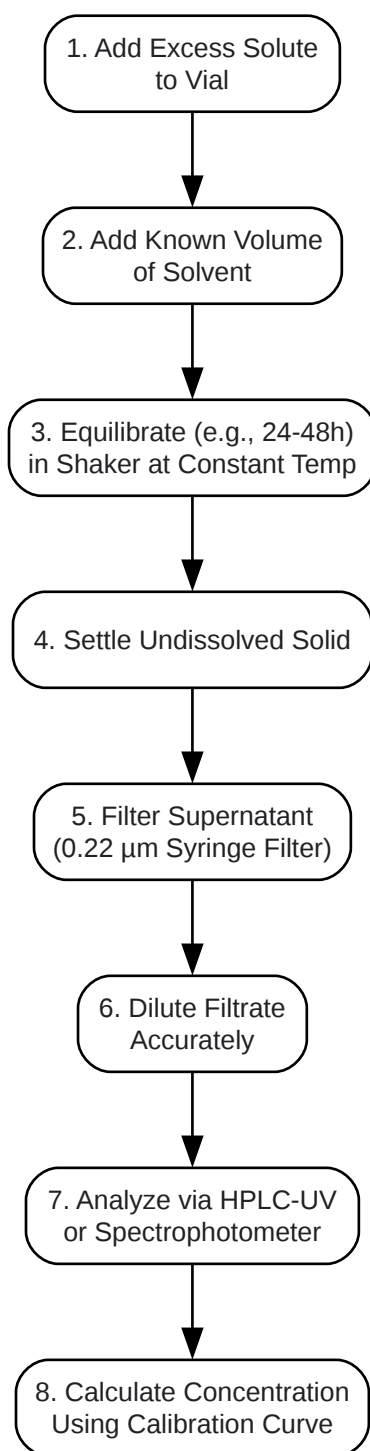 1. Add Excess Solute
to Vial
2. Add Known Volume
of Solvent
3. Equilibrate (e.g., 24-48h)
in Shaker at Constant Temp
4. Settle Undissolved Solid
5. Filter Supernatant
(0.22 µm Syringe Filter)
6. Dilute Filtrate
Accurately
7. Analyze via HPLC-UV
or Spectrophotometer
8. Calculate Concentration
Using Calibration Curve